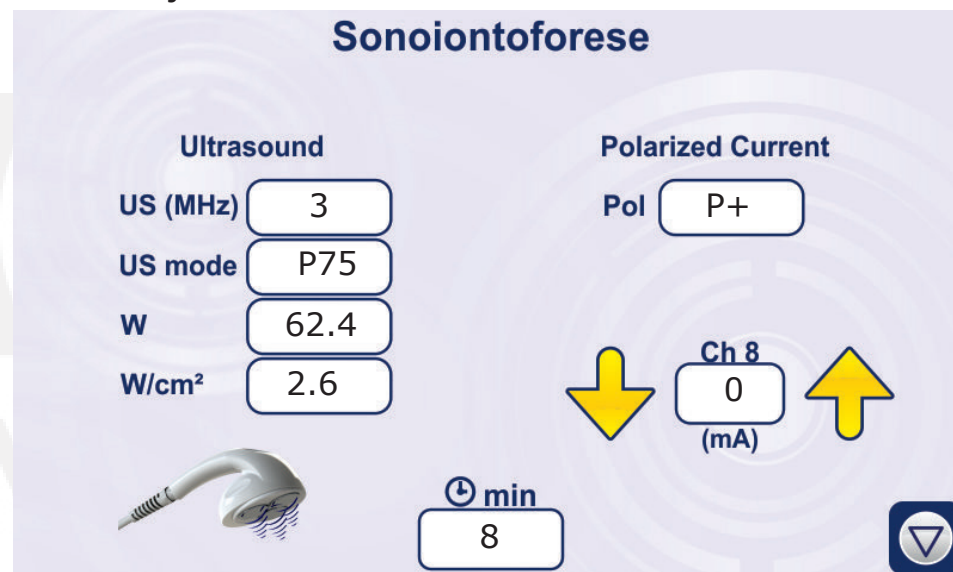 Sonoiontoforese
Ultrasound
US (MHz) 3
US mode P75
W 62.4
W/cm² 2.6
Polarized Current
Pol P+
Ch 8
0
(mA)
min
8